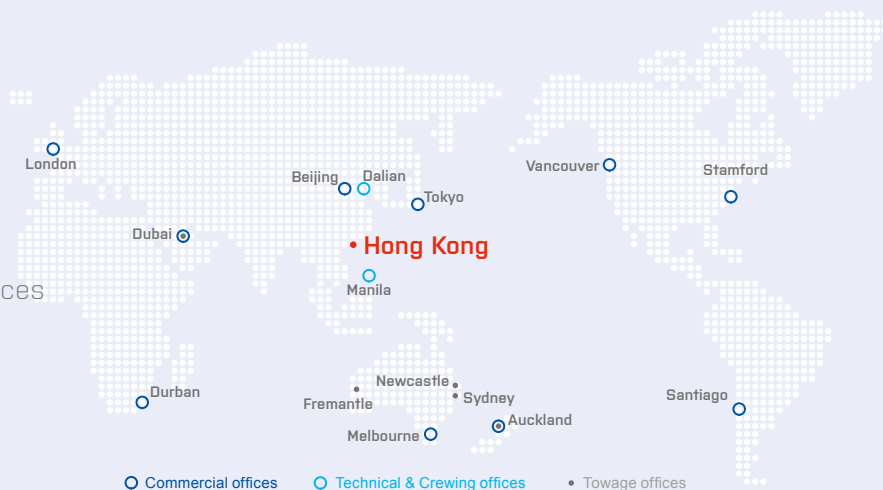 London
Beijing
Dalian
Tokyo
Vancouver
Stamford
Dubai
Hong Kong
Manila
ces
Durban
Newcastle
Sydney
Fremantle
Melbourne
Auckland
Santiago
Commercial offices
Technical & Crewing offices
Towage offices